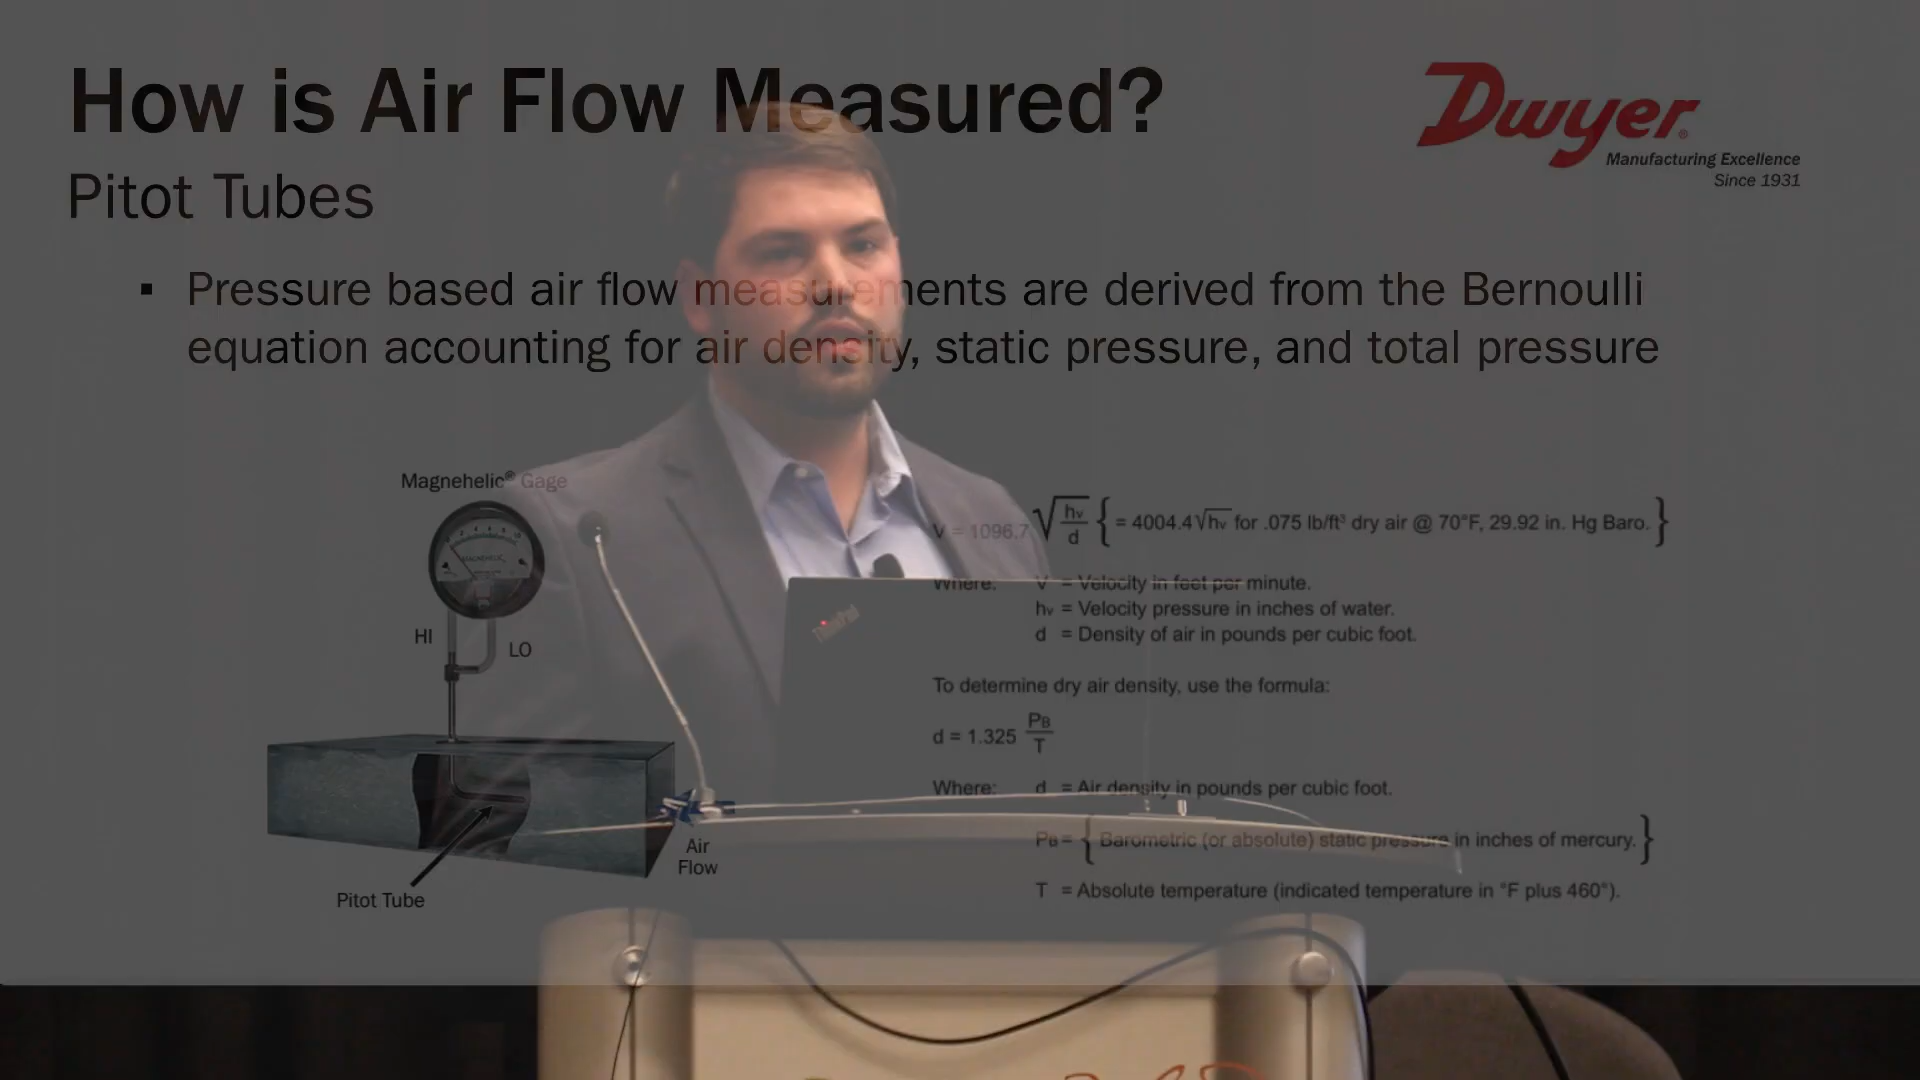 How is Air Flow Measured?
Dwyer®
Manufacturing Excellence
Since 1931
Pitot Tubes
▪ Pressure based air flow measurements are derived from the Bernoulli
equation accounting for air density, static pressure, and total pressure
Magnehelic® Gage
MAGNEHELIC
HI
LO
Air
Flow
Pitot Tube
V = 1096.7 √(hv/d) { = 4004.4√hv for .075 lb/ft³ dry air @ 70°F, 29.92 in. Hg Baro. }
Where: V = Velocity in feet per minute.
hv = Velocity pressure in inches of water.
d = Density of air in pounds per cubic foot.
To determine dry air density, use the formula:
d = 1.325 PB/T
Where: d = Air density in pounds per cubic foot.
PB = { Barometric (or absolute) static pressure in inches of mercury. }
T = Absolute temperature (indicated temperature in °F plus 460°).
ThinkPad